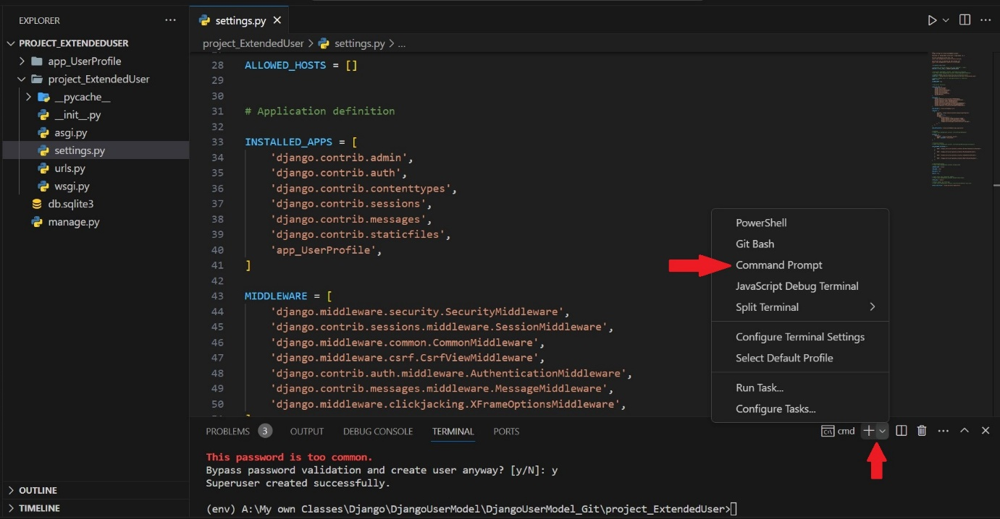 EXPLORER
PROJECT_EXTENDEDUSER
app_UserProfile
project_ExtendedUser
__pycache__
__init__.py
asgi.py
settings.py
urls.py
wsgi.py
db.sqlite3
manage.py
OUTLINE
TIMELINE
settings.py
project_ExtendedUser > settings.py > ...
28 ALLOWED_HOSTS = []
29
30
31 # Application definition
32
33 INSTALLED_APPS = [
34     'django.contrib.admin',
35     'django.contrib.auth',
36     'django.contrib.contenttypes',
37     'django.contrib.sessions',
38     'django.contrib.messages',
39     'django.contrib.staticfiles',
40     'app_UserProfile',
41 ]
42
43 MIDDLEWARE = [
44     'django.middleware.security.SecurityMiddleware',
45     'django.contrib.sessions.middleware.SessionMiddleware',
46     'django.middleware.common.CommonMiddleware',
47     'django.middleware.csrf.CsrfViewMiddleware',
48     'django.contrib.auth.middleware.AuthenticationMiddleware',
49     'django.contrib.messages.middleware.MessageMiddleware',
50     'django.middleware.clickjacking.XFrameOptionsMiddleware',
PowerShell
Git Bash
Command Prompt
JavaScript Debug Terminal
Split Terminal
Configure Terminal Settings
Select Default Profile
Run Task...
Configure Tasks...
PROBLEMS 3 OUTPUT DEBUG CONSOLE TERMINAL PORTS cmd
This password is too common.
Bypass password validation and create user anyway? [y/N]: y
Superuser created successfully.
(env) A:\My own Classes\Django\DjangoUserModel\DjangoUserModel_Git\project_ExtendedUser>